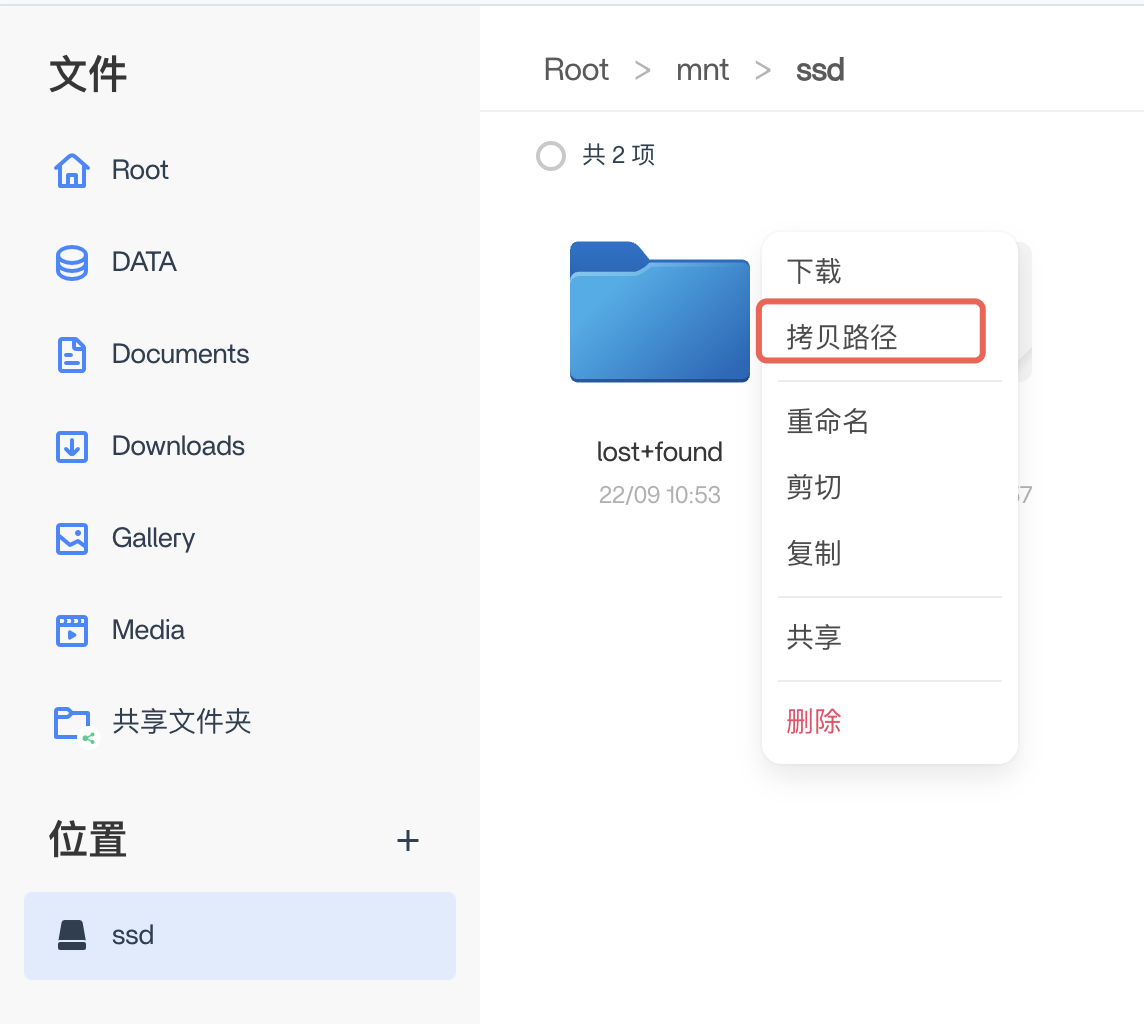 文件
Root
DATA
Documents
Downloads
Gallery
Media
共享文件夹
位置 +
ssd
Root > mnt > ssd
共 2 项
lost+found
22/09 10:53
下载
拷贝路径
重命名
剪切
复制
共享
删除